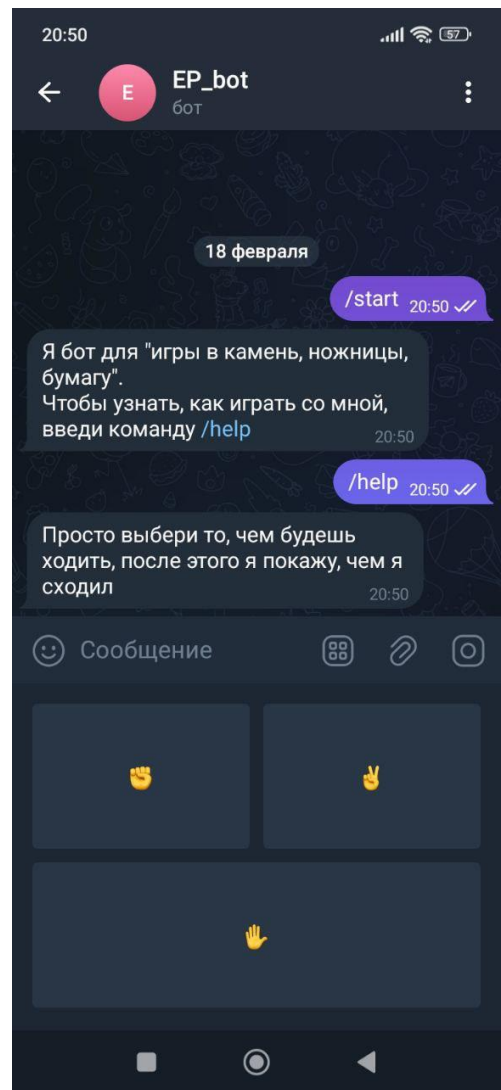 20:50
57
E
EP_bot
бот
18 февраля
/start 20:50
Я бот для "игры в камень, ножницы,
бумагу".
Чтобы узнать, как играть со мной,
введи команду /help 20:50
/help 20:50
Просто выбери то, чем будешь
ходить, после этого я покажу, чем я
сходил 20:50
Сообщение